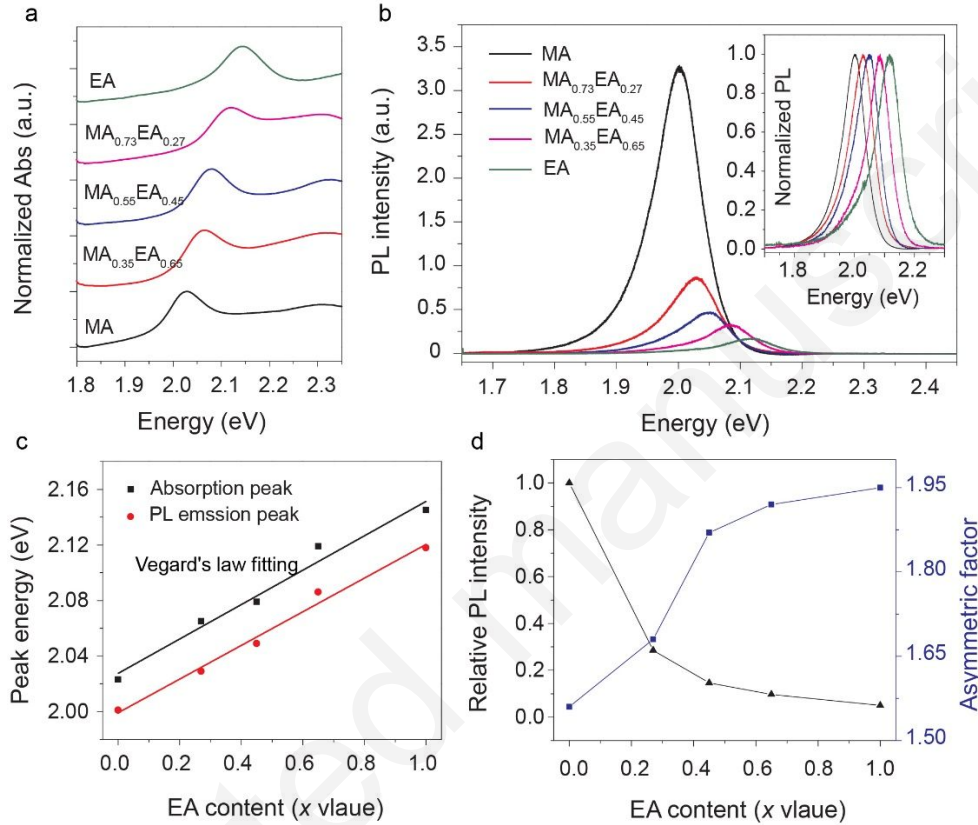 a
EA
MA0.73EA0.27
MA0.55EA0.45
MA0.35EA0.65
MA
Normalized Abs (a.u.)
1.8 1.9 2.0 2.1 2.2 2.3
Energy (eV)
b
3.5
3.0
2.5
2.0
1.5
1.0
0.5
0
PL intensity (a.u.)
MA
MA0.73EA0.27
MA0.55EA0.45
MA0.35EA0.65
EA
1.7 1.8 1.9 2.0 2.1 2.2 2.3 2.4
Energy (eV)
1.0
0.8
0.6
0.4
0.2
0.0
Normalized PL
1.8 2.0 2.2
Energy (eV)
c
2.16
2.12
2.08
2.04
2.00
Peak energy (eV)
Absorption peak
PL emssion peak
Vegard's law fitting
0.0 0.2 0.4 0.6 0.8 1.0
EA content (x vlaue)
d
1.0
0.8
0.6
0.4
0.2
0.0
Relative PL intensity
1.95
1.80
1.65
1.50
Asymmetric factor
0.0 0.2 0.4 0.6 0.8 1.0
EA content (x vlaue)
ted manuscri